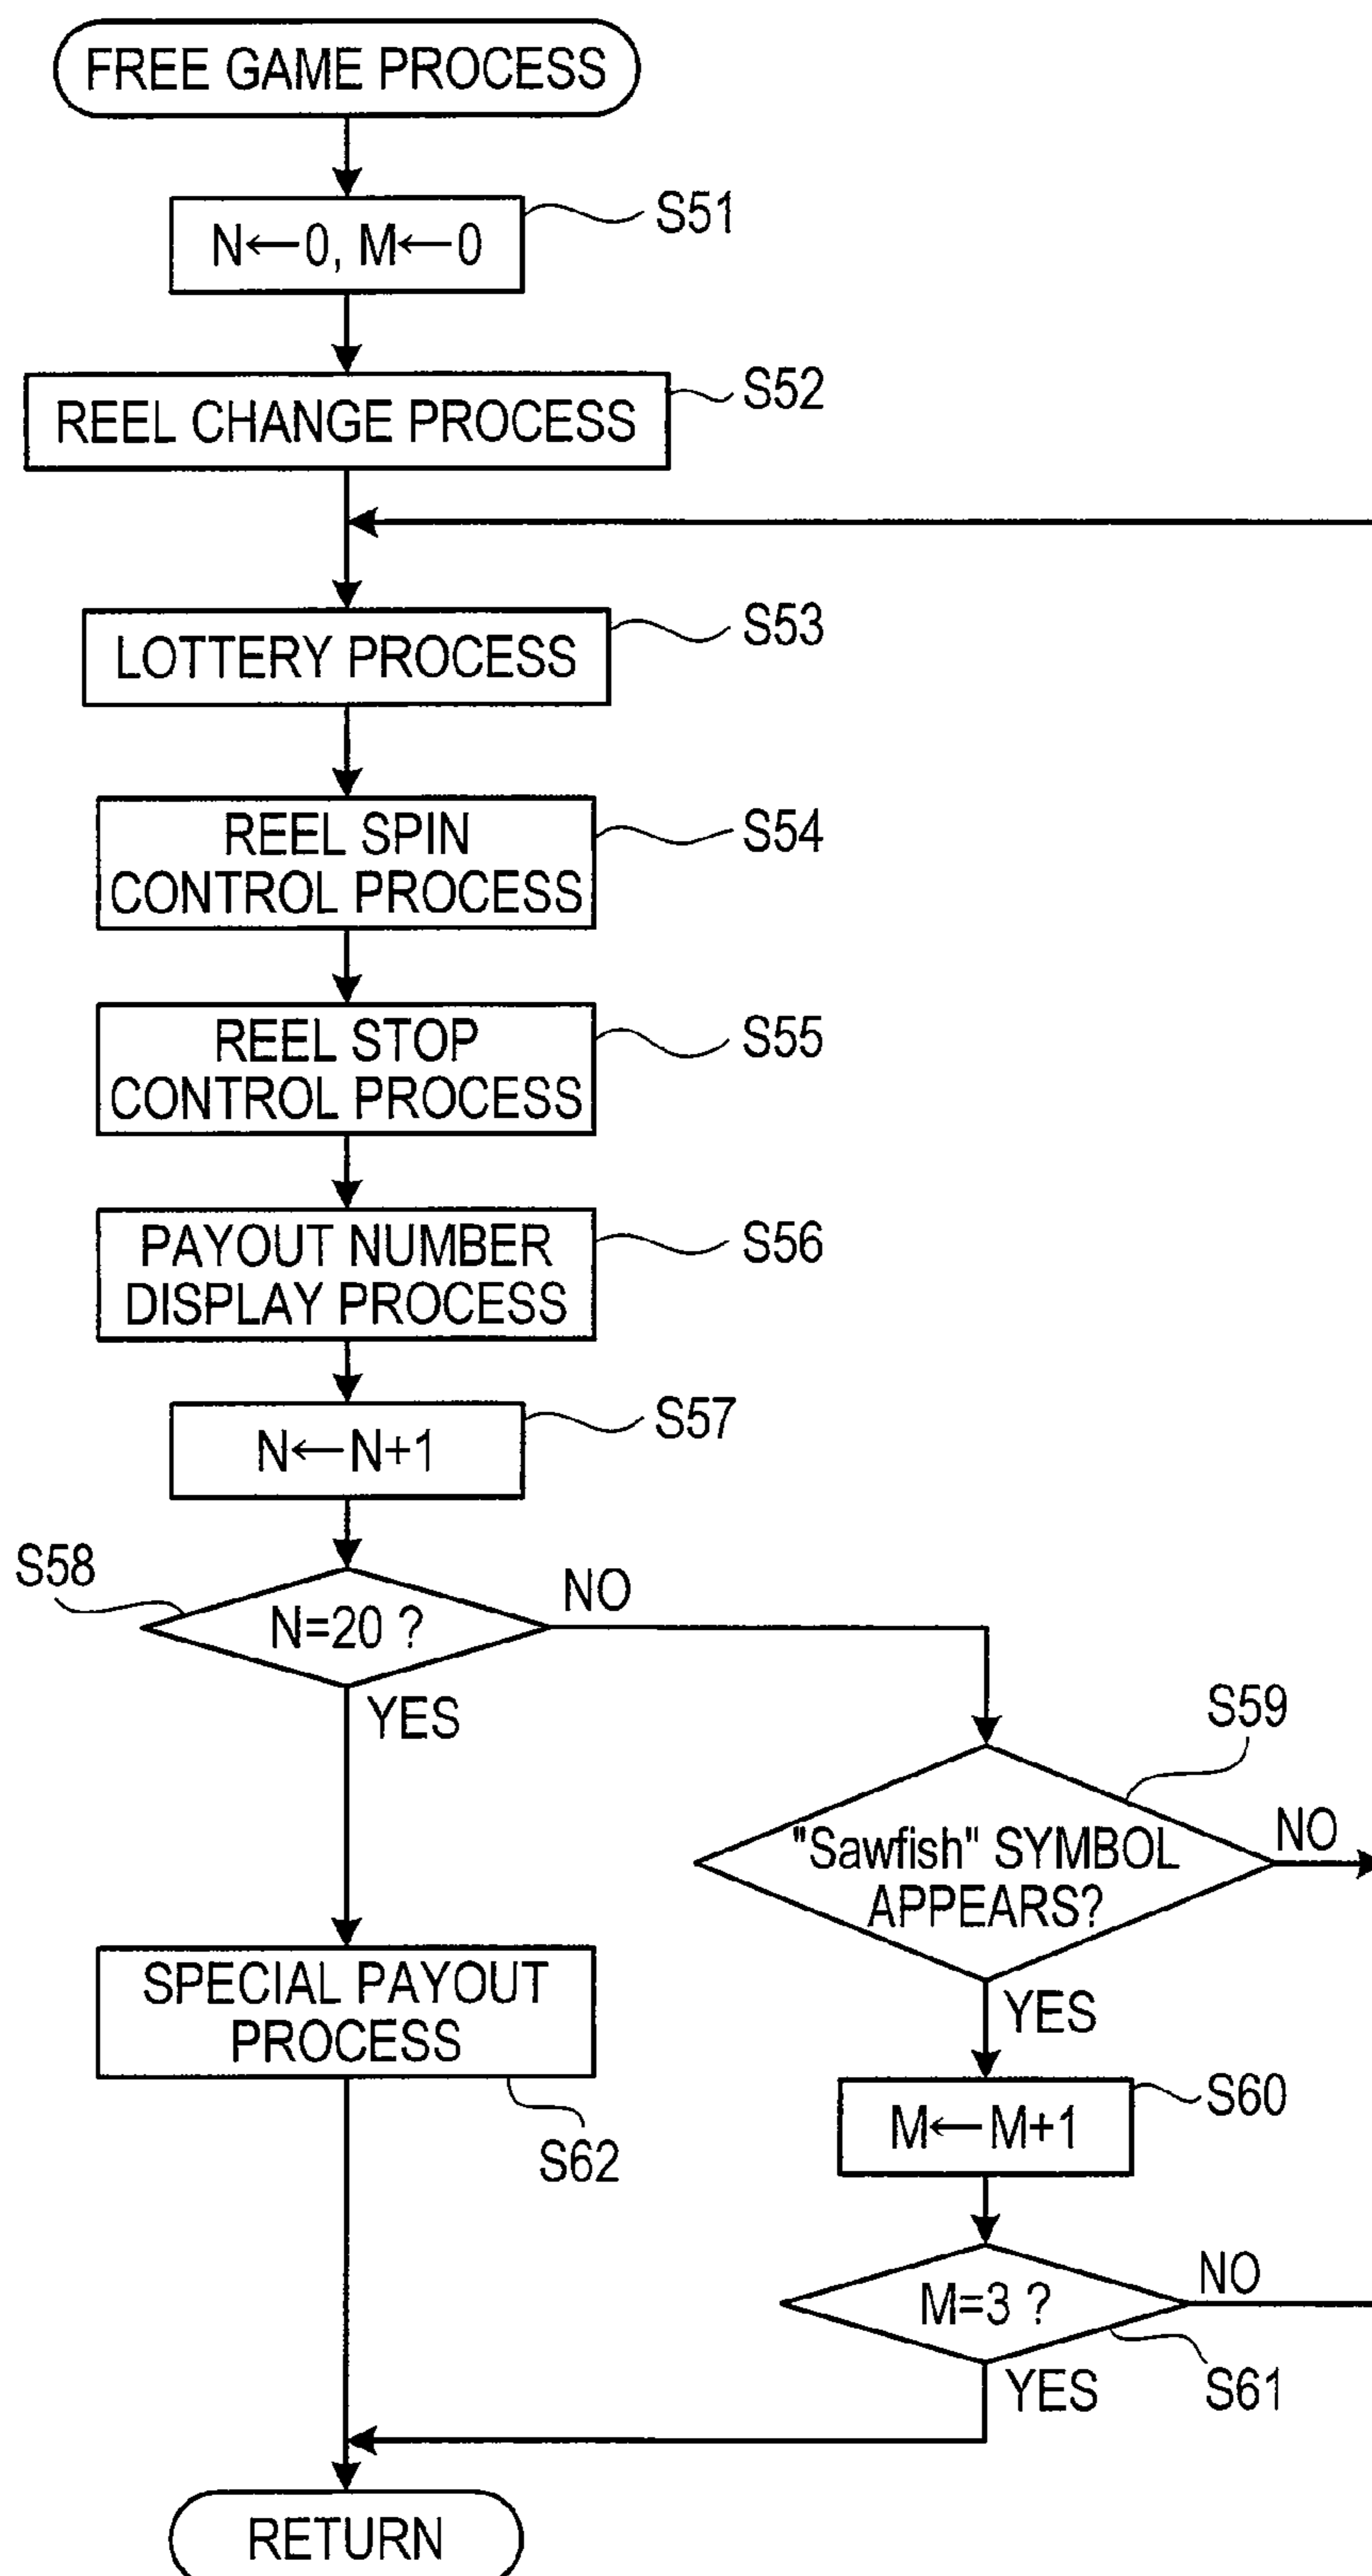 FREE GAME PROCESS
S51
N←0, M←0
S52
REEL CHANGE PROCESS
S53
LOTTERY PROCESS
S54
REEL SPIN
CONTROL PROCESS
S55
REEL STOP
CONTROL PROCESS
S56
PAYOUT NUMBER
DISPLAY PROCESS
S57
N←N+1
S58
N=20 ?
NO
YES
S59
"Sawfish" SYMBOL
APPEARS?
NO
YES
SPECIAL PAYOUT
PROCESS
S62
S60
M←M+1
M=3 ?
NO
S61
YES
RETURN